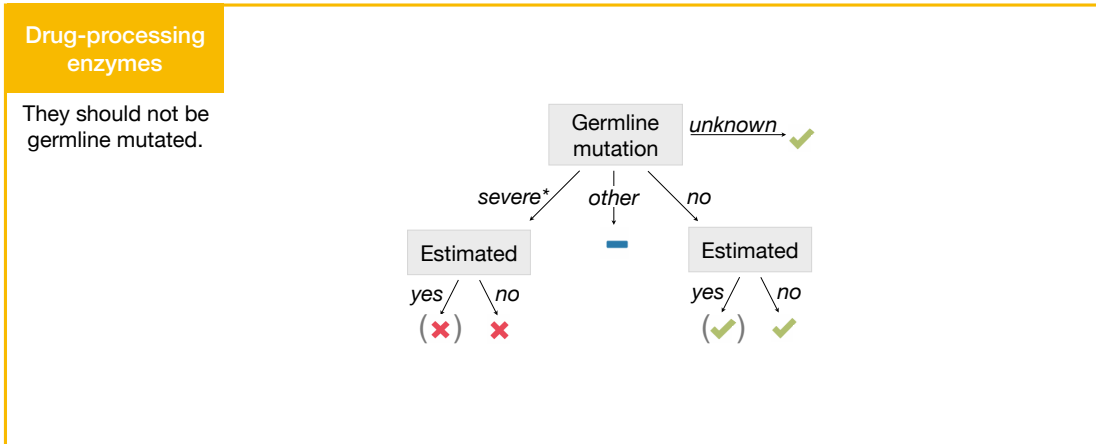 Drug-processing
enzymes
They should not be
germline mutated.
Germline
mutation
unknown
severe*
other
no
Estimated
Estimated
yes
no
yes
no
( )
( )